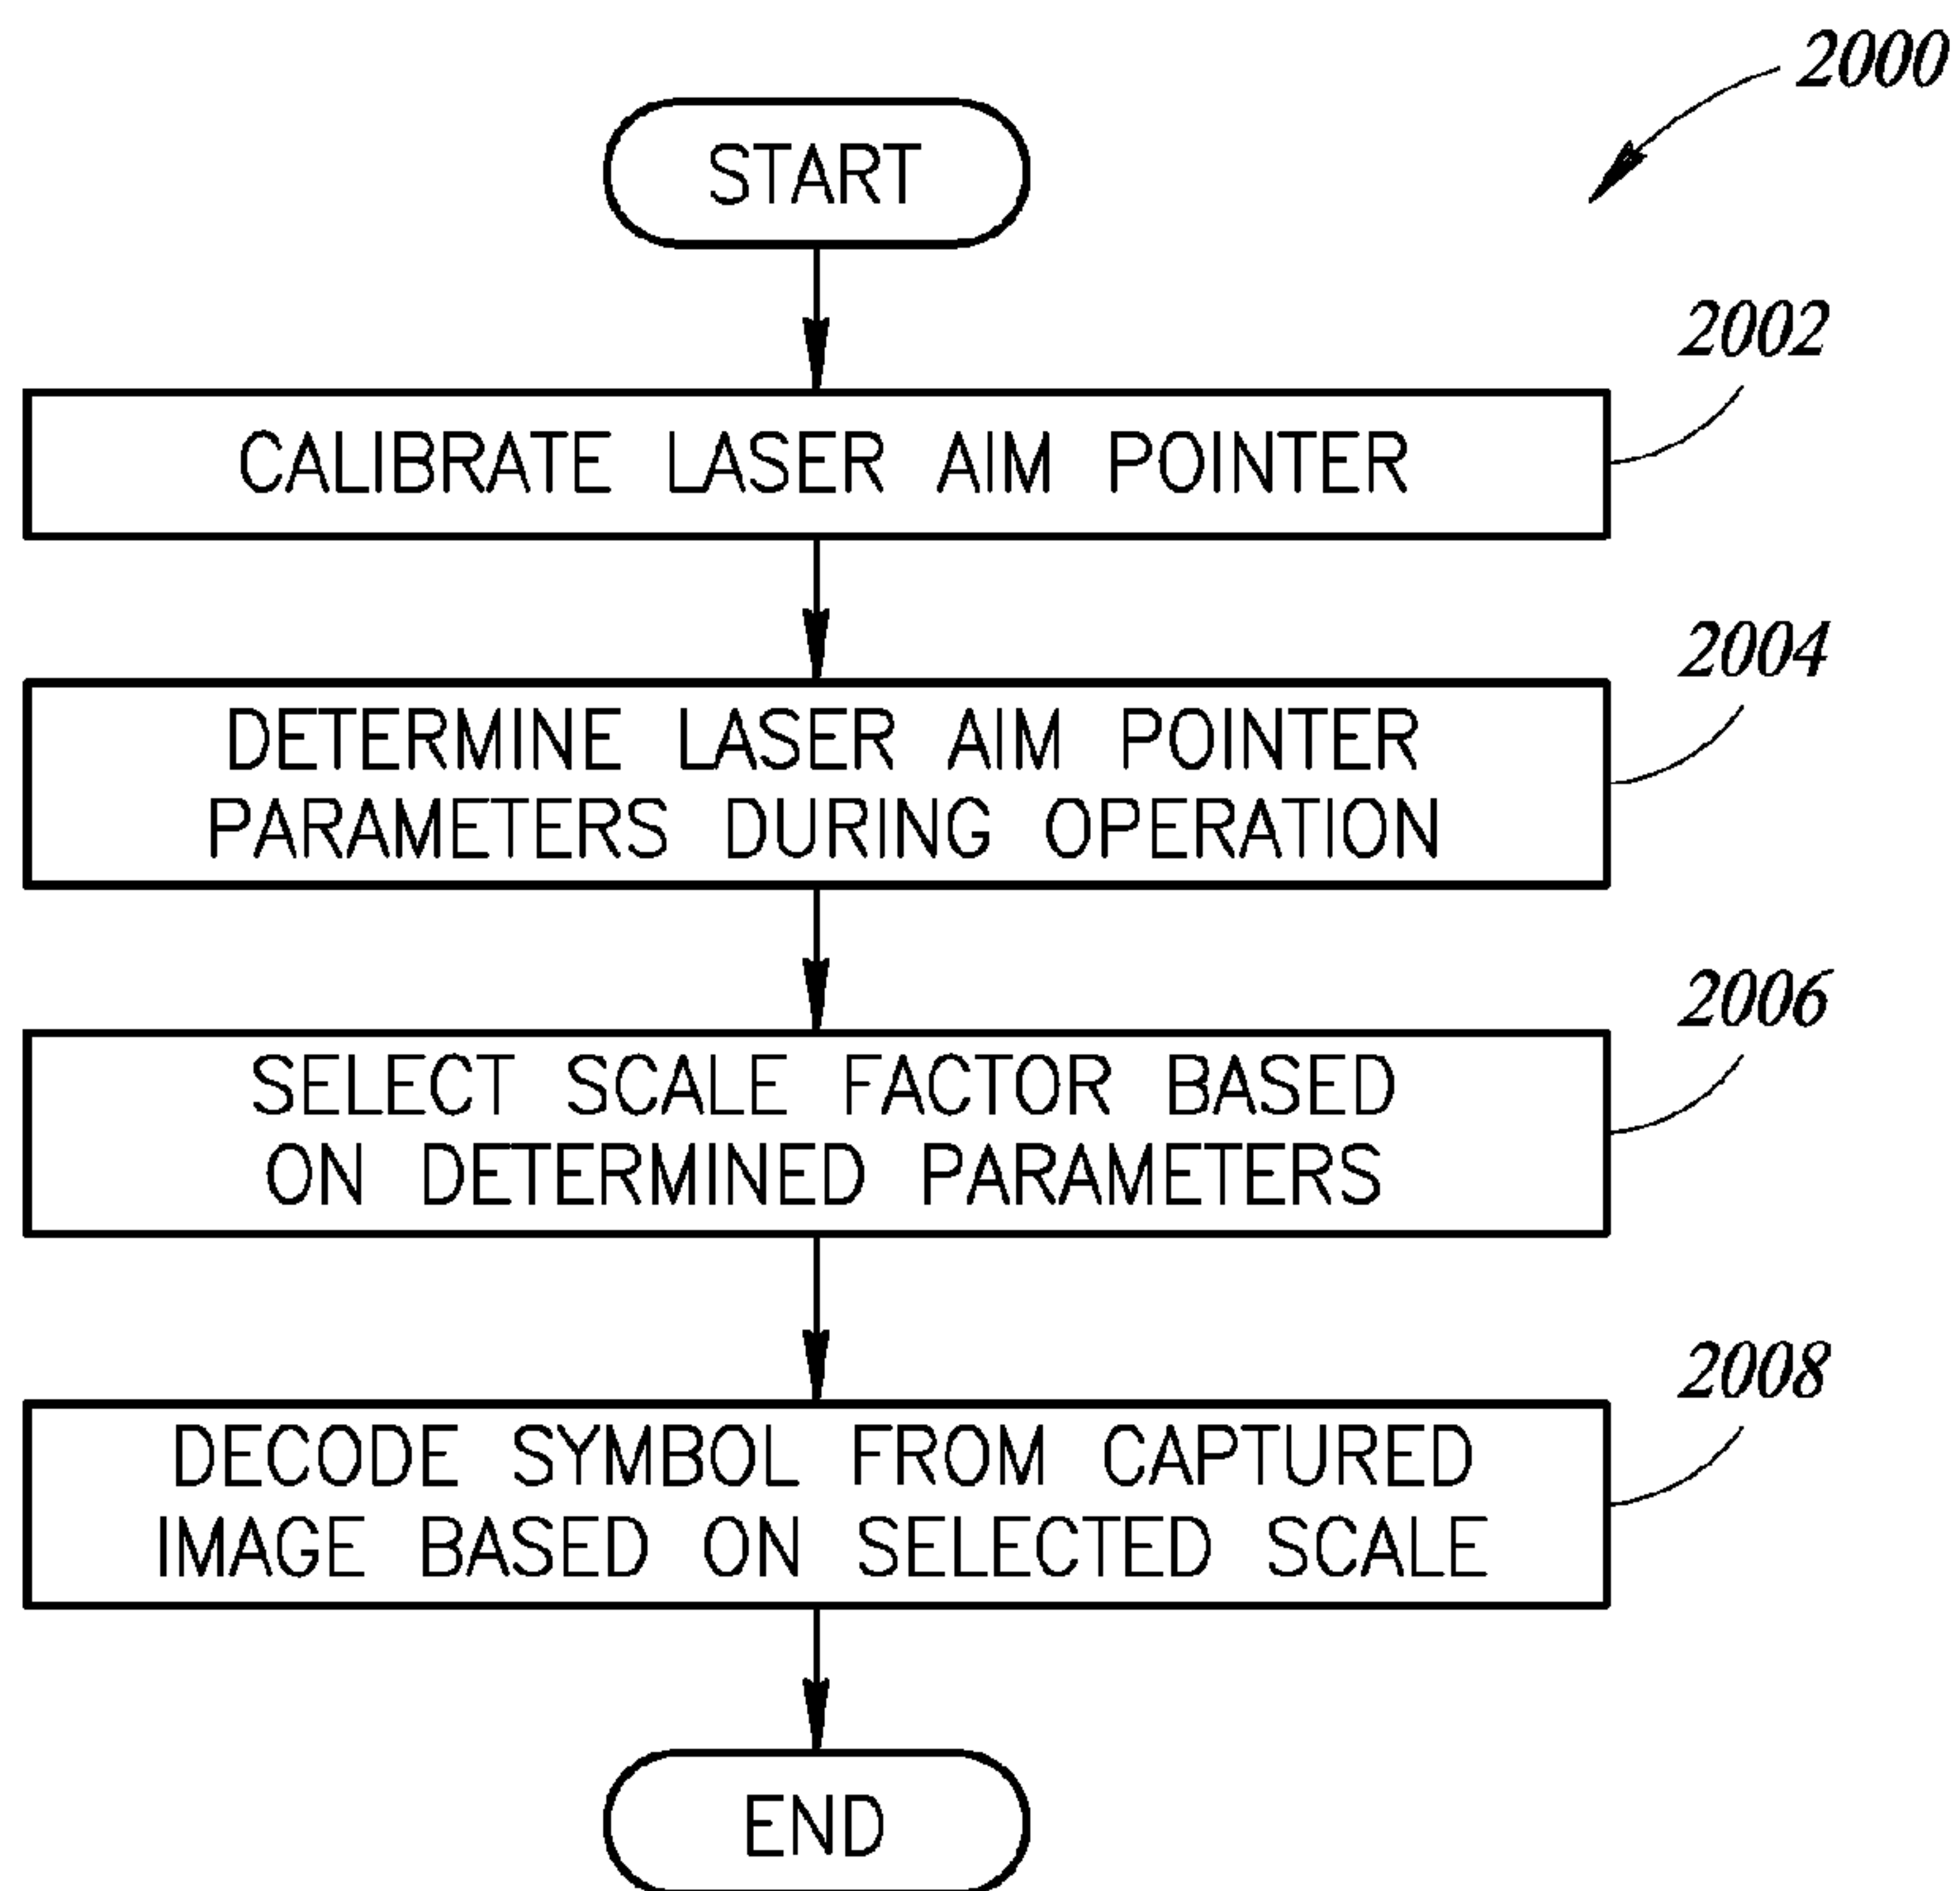 2000
START
2002
CALIBRATE LASER AIM POINTER
2004
DETERMINE LASER AIM POINTER
PARAMETERS DURING OPERATION
2006
SELECT SCALE FACTOR BASED
ON DETERMINED PARAMETERS
2008
DECODE SYMBOL FROM CAPTURED
IMAGE BASED ON SELECTED SCALE
END